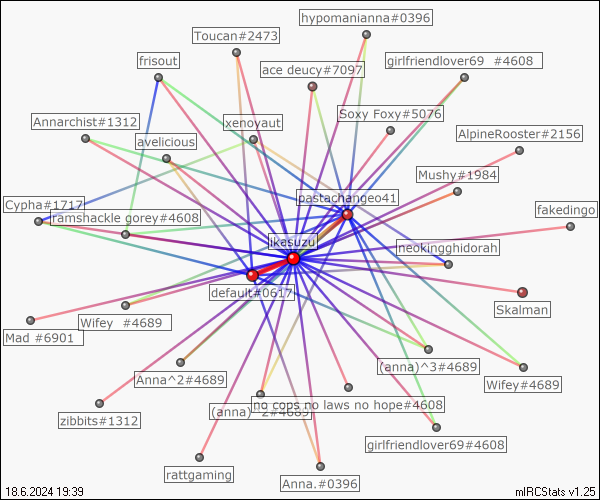 hypomanianna#0396
Toucan#2473
frisout
girlfriendlover69 #4608
ace deucy#7097
Soxy Foxy#5076
Annarchist#1312
xenoyaut
AlpineRooster#2156
avelicious
Mushy#1984
pastachangeo41
Cypha#1717
ramshackle gorey#4608
fakedingo
ikesuzu
neokingghidorah
default#0617
Skalman
Mad #6901
Wifey #4689
(anna)^3#4689
Anna^2#4689
Wifey#4689
zibbits#1312
(anna)^2#4689
no cops no laws no hope#4608
girlfriendlover69#4608
rattgaming
Anna.#0396
18.6.2024 19:39
mIRCStats v1.25